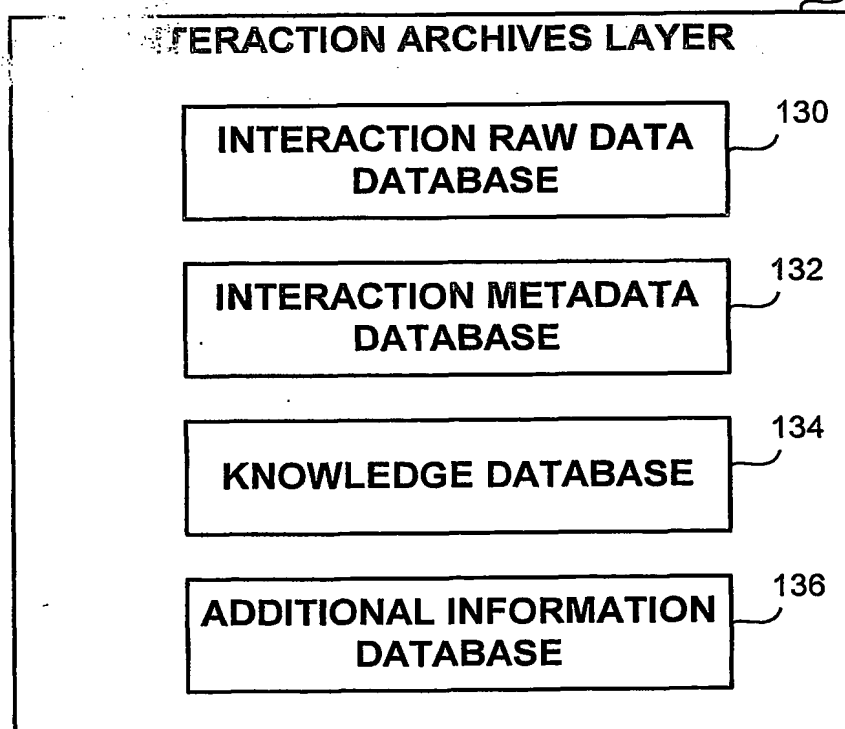 TERACTION ARCHIVES LAYER
130
INTERACTION RAW DATA
DATABASE
132
INTERACTION METADATA
DATABASE
134
KNOWLEDGE DATABASE
136
ADDITIONAL INFORMATION
DATABASE